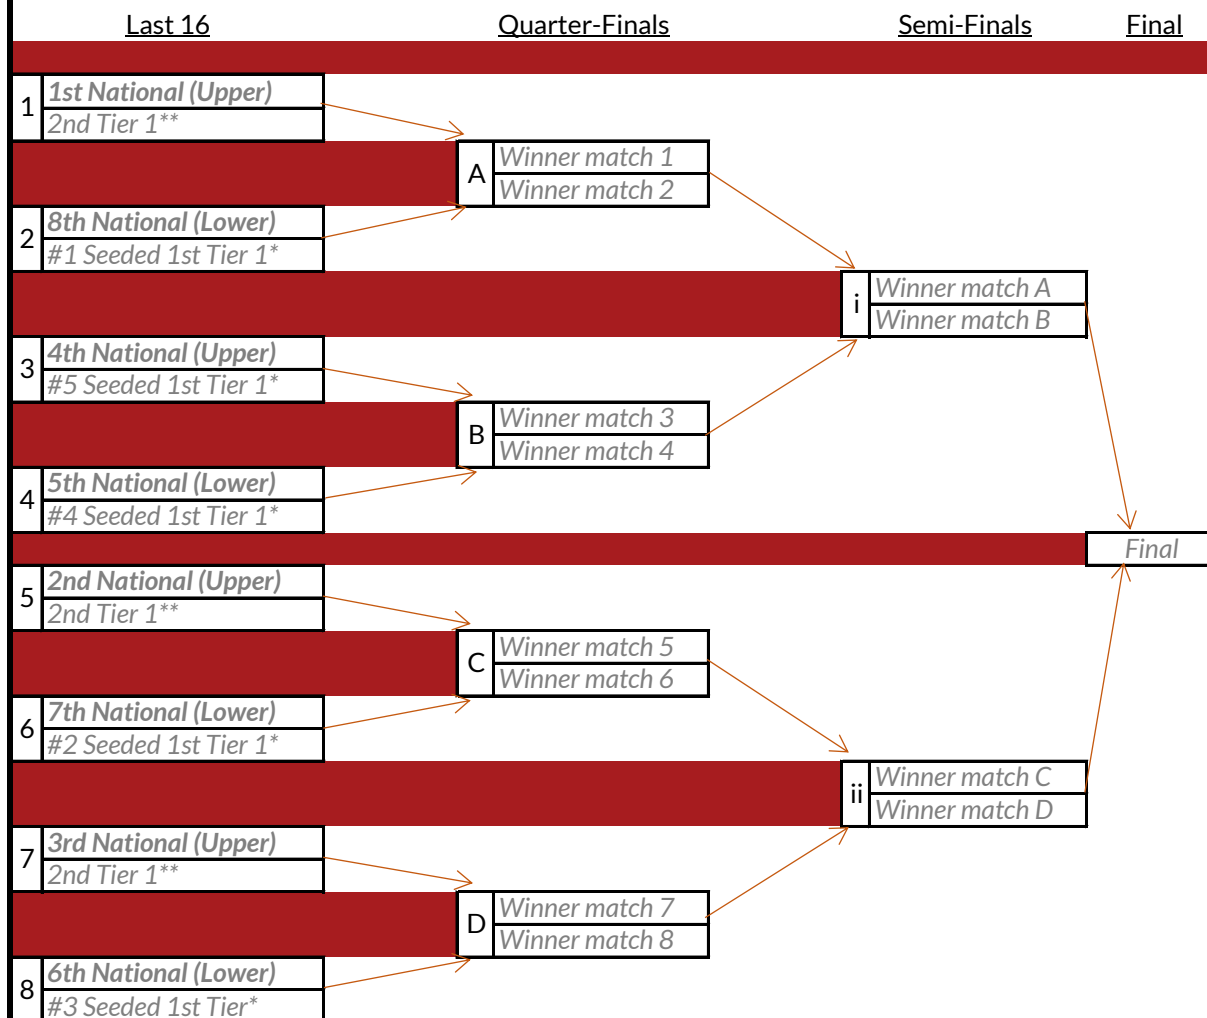 Last 16 Quarter-Finals Semi-Finals Final
1 1st National (Upper)
2nd Tier 1**
A Winner match 1
Winner match 2
2 8th National (Lower)
#1 Seeded 1st Tier 1*
i Winner match A
Winner match B
3 4th National (Upper)
#5 Seeded 1st Tier 1*
B Winner match 3
Winner match 4
4 5th National (Lower)
#4 Seeded 1st Tier 1*
Final
5 2nd National (Upper)
2nd Tier 1**
C Winner match 5
Winner match 6
6 7th National (Lower)
#2 Seeded 1st Tier 1*
ii Winner match C
Winner match D
7 3rd National (Upper)
2nd Tier 1**
D Winner match 7
Winner match 8
8 6th National (Lower)
#3 Seeded 1st Tier*